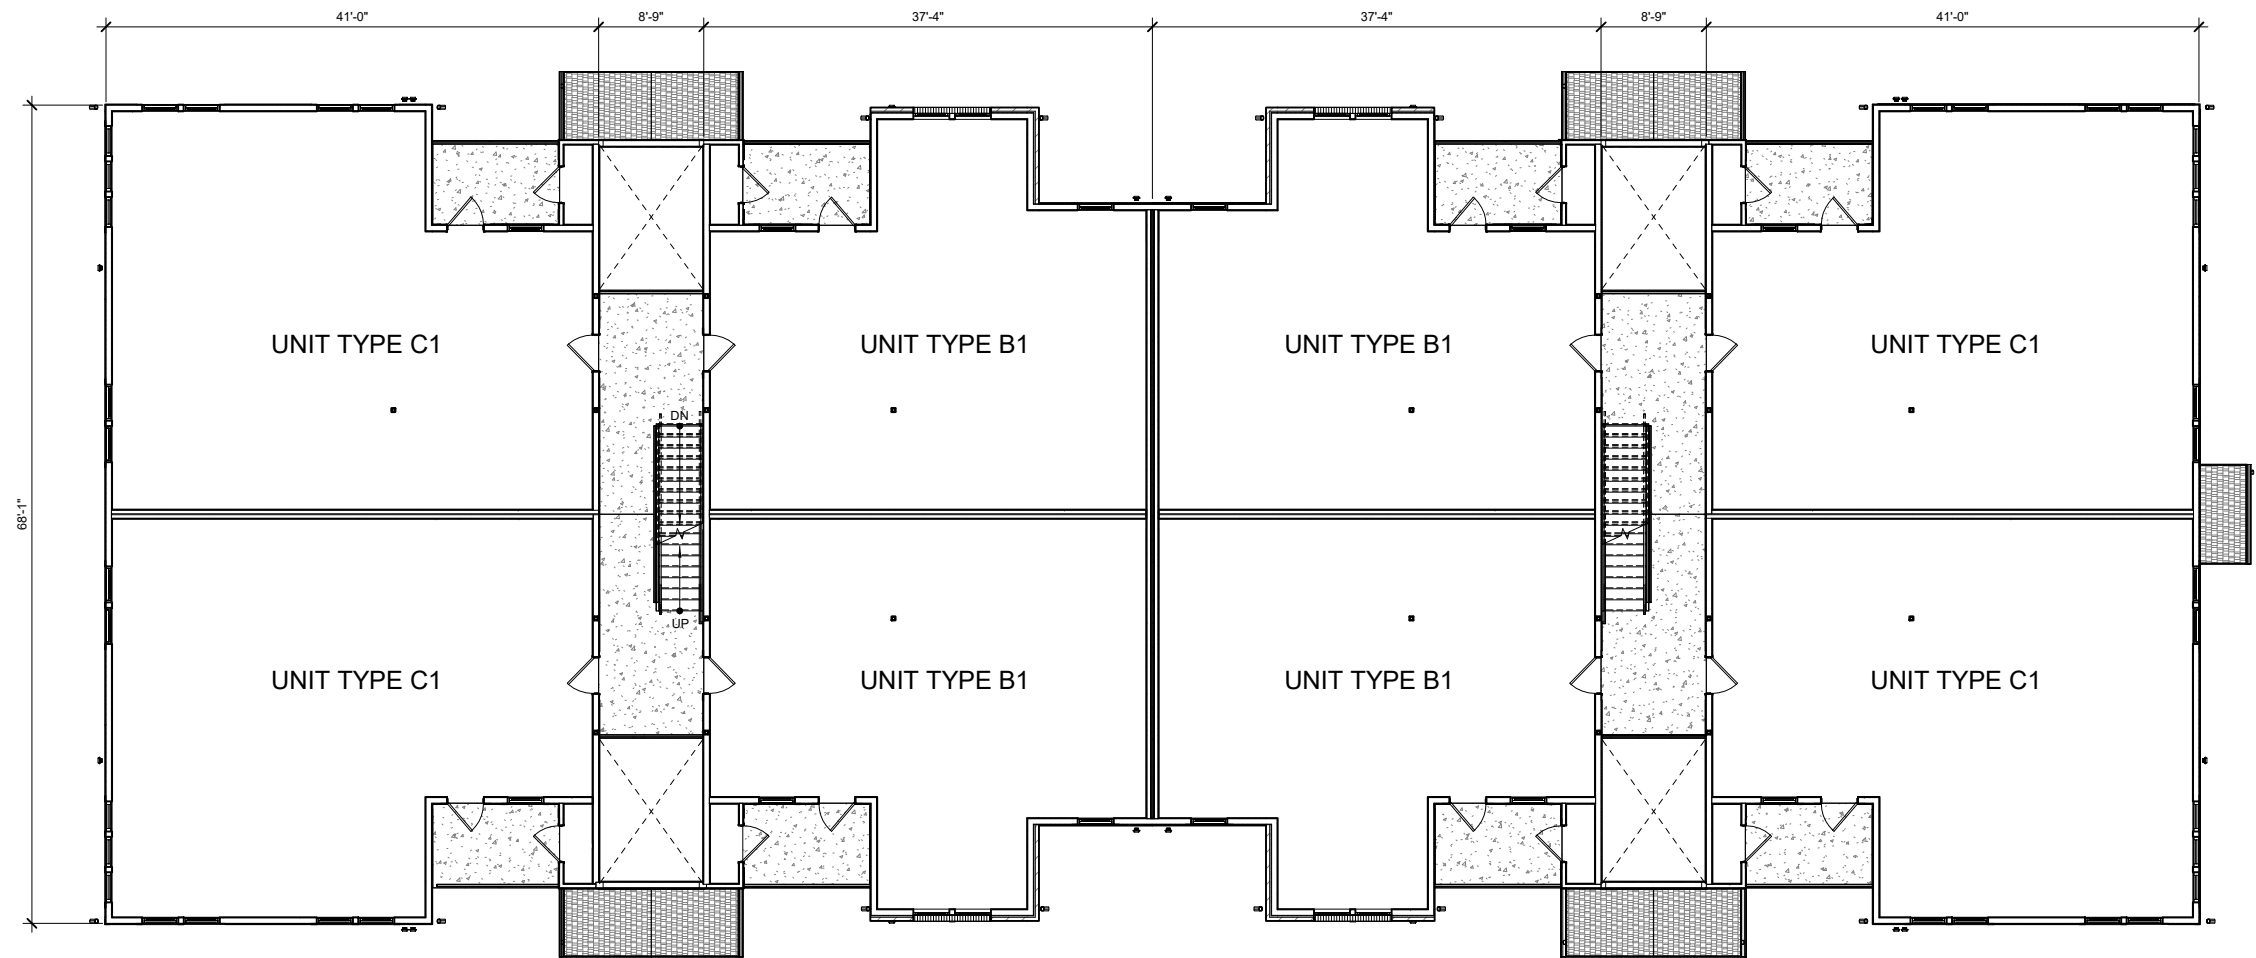 41'-0" 8'-9" 37'-4" 37'-4" 8'-9" 41'-0"
68'-1"
UNIT TYPE C1 UNIT TYPE B1 UNIT TYPE B1 UNIT TYPE C1
DN
UP
UNIT TYPE C1 UNIT TYPE B1 UNIT TYPE B1 UNIT TYPE C1